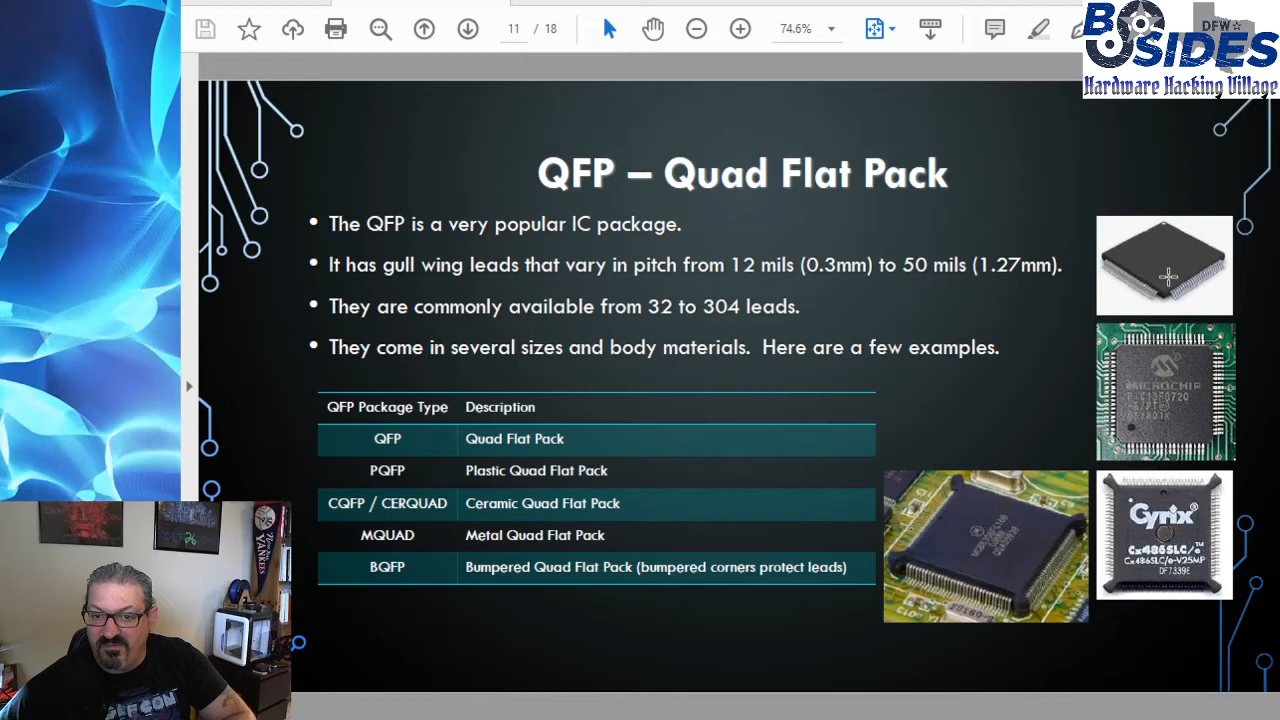 11 / 18
74.6%
BSIDES
DFW
Hardware Hacking Village
QFP – Quad Flat Pack
• The QFP is a very popular IC package.
• It has gull wing leads that vary in pitch from 12 mils (0.3mm) to 50 mils (1.27mm).
• They are commonly available from 32 to 304 leads.
• They come in several sizes and body materials.  Here are a few examples.
QFP Package Type Description
QFP Quad Flat Pack
PQFP Plastic Quad Flat Pack
CQFP / CERQUAD Ceramic Quad Flat Pack
MQUAD Metal Quad Flat Pack
BQFP Bumpered Quad Flat Pack (bumpered corners protect leads)
MICROCHIP
Cyrix
Cx486SLC/e
Cx486SLC/e-V25MP
DF7339E
YANKEES